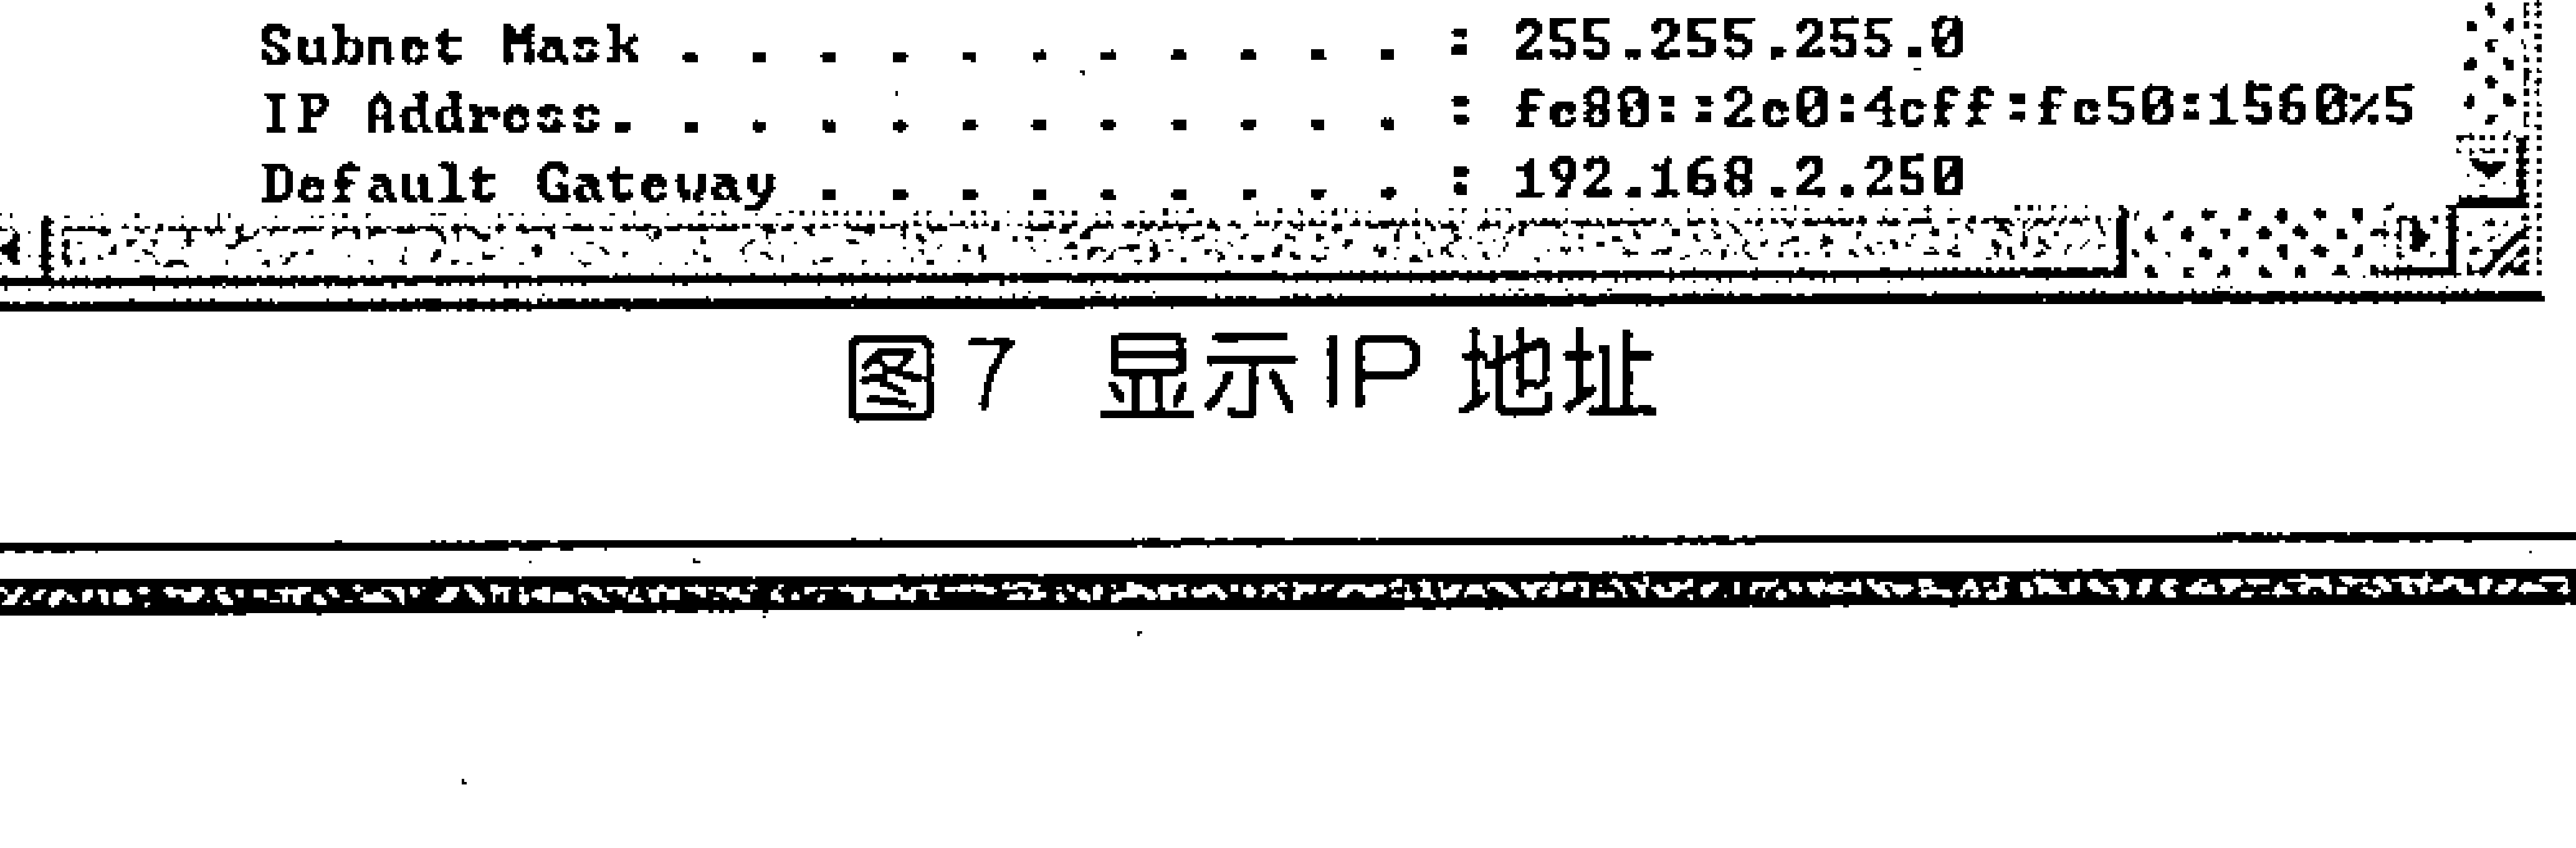 Subnet Mask . . . . . . . . . . . : 255.255.255.0
IP Address. . . . . . . . . . . . : fe80::2e0:4cff:fe50:1560%5
Default Gateway . . . . . . . . . : 192.168.2.250
图 7 显示IP 地址